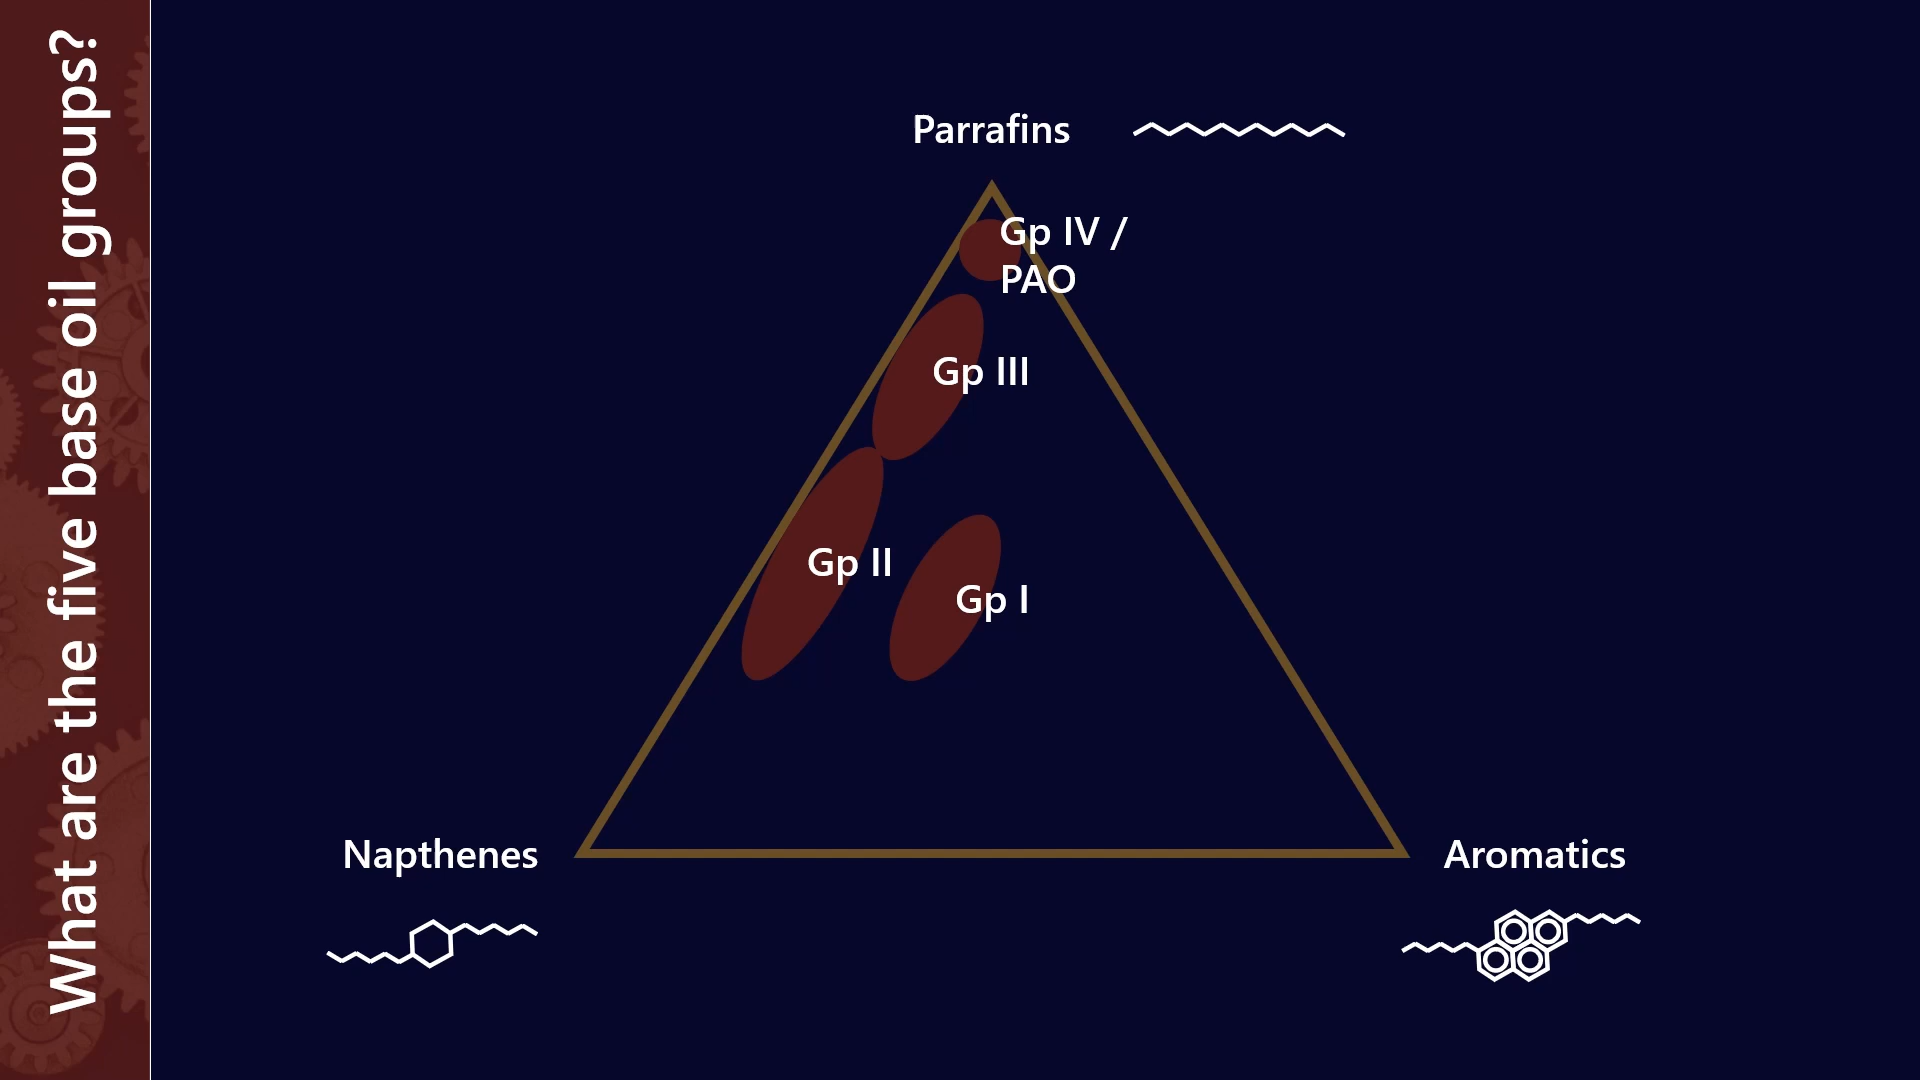 What are the five base oil groups?
Parrafins
Gp IV /
PAO
Gp III
Gp II
Gp I
Napthenes
Aromatics